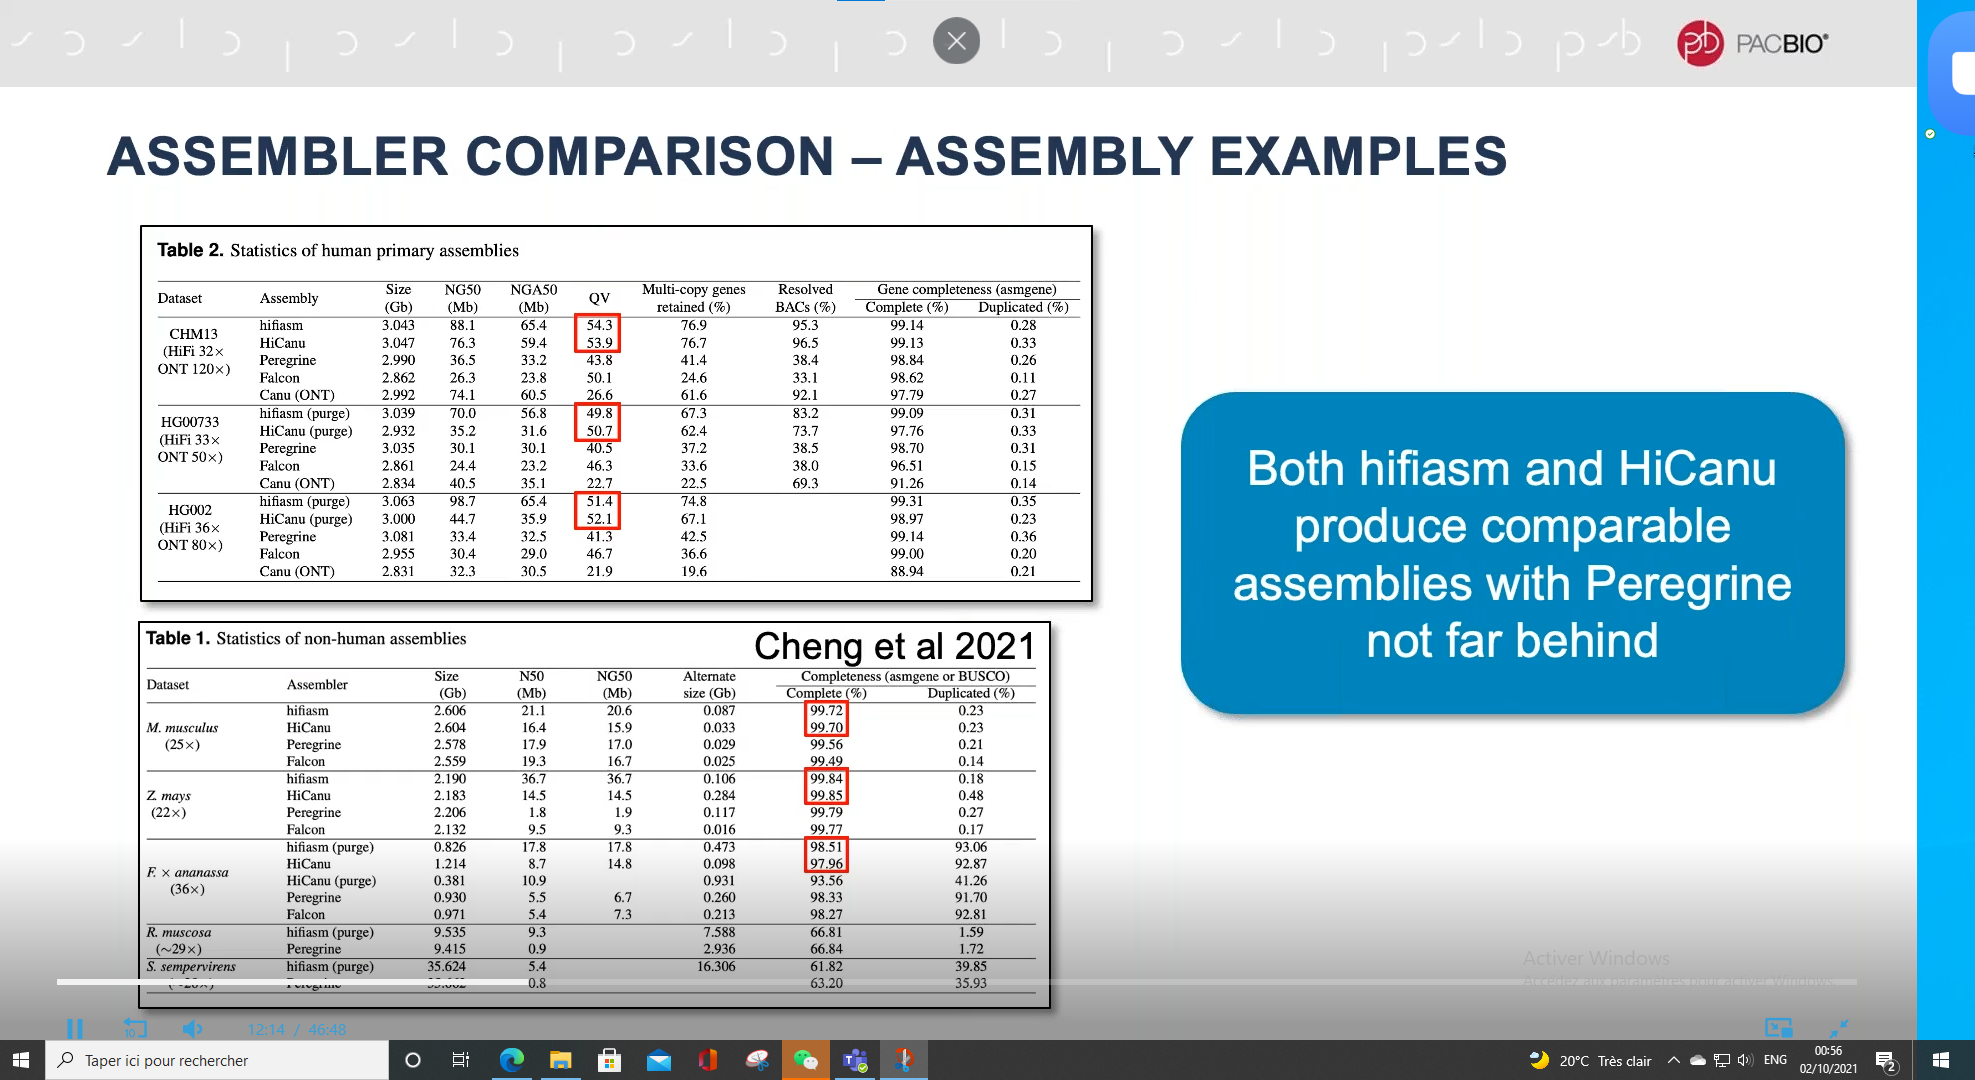 PACBIO®
ASSEMBLER COMPARISON – ASSEMBLY EXAMPLES
Table 2. Statistics of human primary assemblies
Dataset Assembly Size (Gb) NG50 (Mb) NGA50 (Mb) QV Multi-copy genes retained (%) Resolved BACs (%) Gene completeness (asmgene) Complete (%) Duplicated (%)
CHM13 (HiFi 32× ONT 120×)
hifiasm 3.043 88.1 65.4 54.3 76.9 95.3 99.14 0.28
HiCanu 3.047 76.3 59.4 53.9 76.7 96.5 99.13 0.33
Peregrine 2.990 36.5 33.2 43.8 41.4 38.4 98.84 0.26
Falcon 2.862 26.3 23.8 50.1 24.6 33.1 98.62 0.11
Canu (ONT) 2.992 74.1 60.5 26.6 61.6 92.1 97.79 0.27
HG00733 (HiFi 33× ONT 50×)
hifiasm (purge) 3.039 70.0 56.8 49.8 67.3 83.2 99.09 0.31
HiCanu (purge) 2.932 35.2 31.6 50.7 62.4 73.7 97.76 0.33
Peregrine 3.035 30.1 30.1 40.5 37.2 38.5 98.70 0.31
Falcon 2.861 24.4 23.2 46.3 33.6 38.0 96.51 0.15
Canu (ONT) 2.834 40.5 35.1 22.7 22.5 69.3 91.26 0.14
HG002 (HiFi 36× ONT 80×)
hifiasm (purge) 3.063 98.7 65.4 51.4 74.8 99.31 0.35
HiCanu (purge) 3.000 44.7 35.9 52.1 67.1 98.97 0.23
Peregrine 3.081 33.4 32.5 41.3 42.5 99.14 0.36
Falcon 2.955 30.4 29.0 46.7 36.6 99.00 0.20
Canu (ONT) 2.831 32.3 30.5 21.9 19.6 88.94 0.21
Table 1. Statistics of non-human assemblies
Cheng et al 2021
Dataset Assembler Size (Gb) N50 (Mb) NG50 (Mb) Alternate size (Gb) Completeness (asmgene or BUSCO) Complete (%) Duplicated (%)
M. musculus (25×)
hifiasm 2.606 21.1 20.6 0.087 99.72 0.23
HiCanu 2.604 16.4 15.9 0.033 99.70 0.23
Peregrine 2.578 17.9 17.0 0.029 99.56 0.21
Falcon 2.559 19.3 16.7 0.025 99.49 0.14
Z. mays (22×)
hifiasm 2.190 36.7 36.7 0.106 99.84 0.18
HiCanu 2.183 14.5 14.5 0.284 99.85 0.48
Peregrine 2.206 1.8 1.9 0.117 99.79 0.27
Falcon 2.132 9.5 9.3 0.016 99.77 0.17
F. × ananassa (36×)
hifiasm (purge) 0.826 17.8 17.8 0.473 98.51 93.06
HiCanu 1.214 8.7 14.8 0.098 97.96 92.87
HiCanu (purge) 0.381 10.9 0.931 93.56 41.26
Peregrine 0.930 5.5 6.7 0.260 98.33 91.70
Falcon 0.971 5.4 7.3 0.213 98.27 92.81
R. muscosa (~29×)
hifiasm (purge) 9.535 9.3 7.588 66.81 1.59
Peregrine 9.415 0.9 2.936 66.84 1.72
S. sempervirens
hifiasm (purge) 35.624 5.4 16.306 61.82 39.85
Peregrine 0.8 63.20 35.93
Both hifiasm and HiCanu
produce comparable
assemblies with Peregrine
not far behind
Activer Windows
Accédez aux paramètres pour activer Windows.
10
12:14 / 46:48
Taper ici pour rechercher
20°C Très clair
ENG
00:56
02/10/2021
2